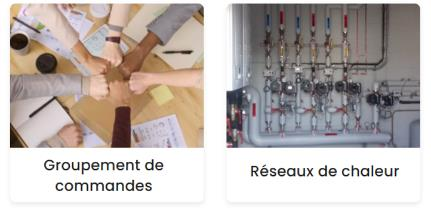 Groupement de
commandes
Réseaux de chaleur